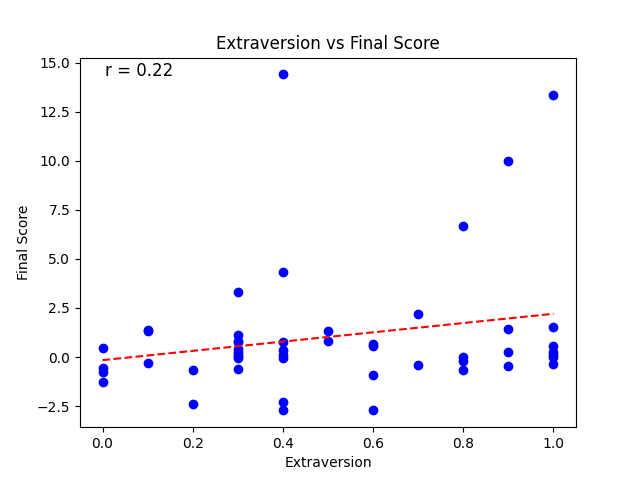 Extraversion vs Final Score
r = 0.22
15.0
12.5
10.0
7.5
5.0
2.5
0.0
−2.5
Final Score
0.0 0.2 0.4 0.6 0.8 1.0
Extraversion